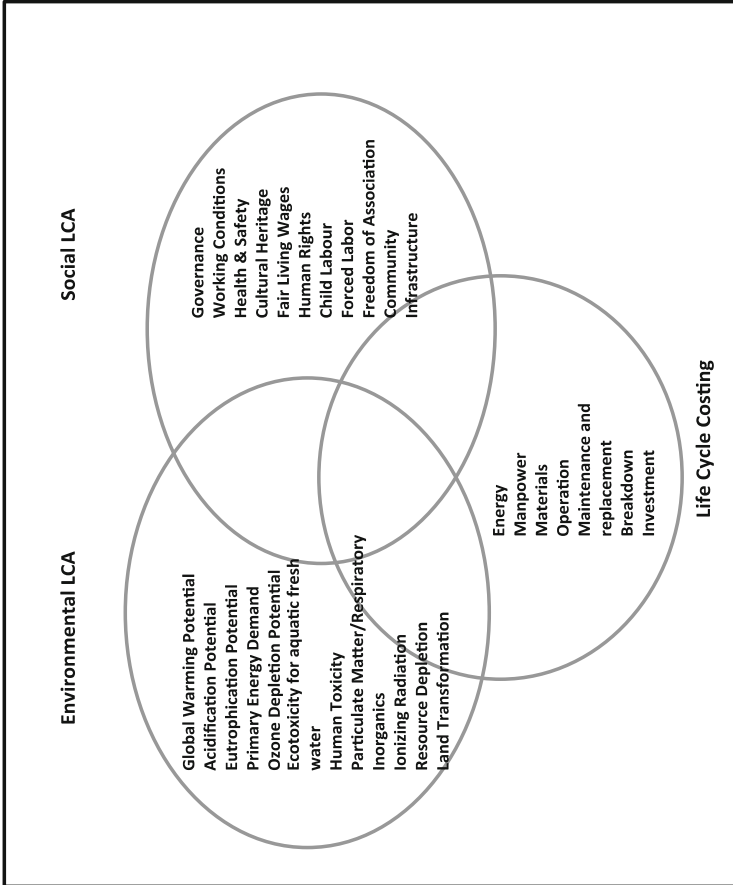 Environmental LCA
Social LCA
Global Warming Potential
Acidification Potential
Eutrophication Potential
Primary Energy Demand
Ozone Depletion Potential
Ecotoxicity for aquatic fresh
water
Human Toxicity
Particulate Matter/Respiratory
Inorganics
Ionizing Radiation
Resource Depletion
Land Transformation
Governance
Working Conditions
Health & Safety
Cultural Heritage
Fair Living Wages
Human Rights
Child Labour
Forced Labor
Freedom of Association
Community
Infrastructure
Energy
Manpower
Materials
Operation
Maintenance and
replacement
Breakdown
Investment
Life Cycle Costing